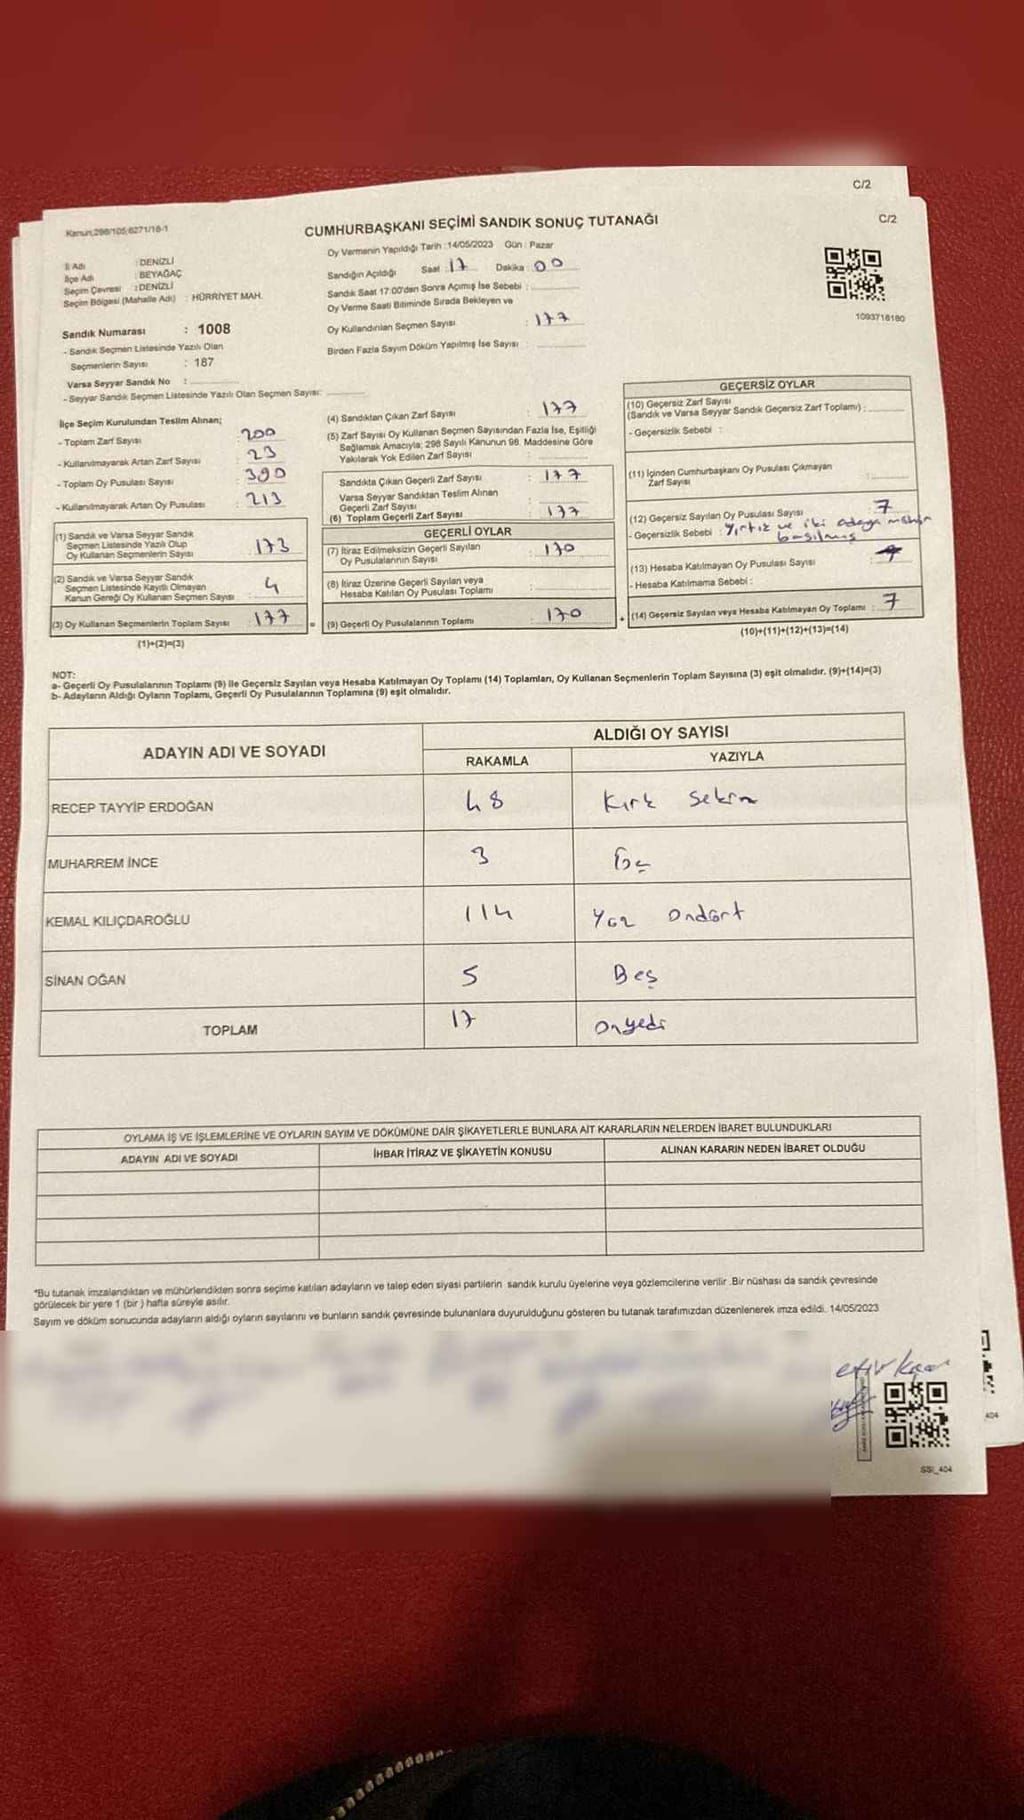 C/2
C/2
Kanun;298/105;6271/18-1
CUMHURBAŞKANI SEÇİMİ SANDIK SONUÇ TUTANAĞI
Oy Vermenin Yapıldığı Tarih :14/05/2023 Gün : Pazar
İl Adı : DENİZLİ
İlçe Adı : BEYAĞAÇ
Seçim Çevresi : DENİZLİ
Seçim Bölgesi (Mahalle Adı) : HÜRRİYET MAH.
Sandık Numarası : 1008
- Sandık Seçmen Listesinde Yazılı Olan
Seçmenlerin Sayısı : 187
Varsa Seyyar Sandık No :
- Seyyar Sandık Seçmen Listesinde Yazılı Olan Seçmen Sayısı:
Sandığın Açıldığı Saat : 17 Dakika : 00
Sandık Saat 17:00'dan Sonra Açımış İse Sebebi :
Oy Verme Saati Bitiminde Sırada Bekleyen ve
Oy Kullandırılan Seçmen Sayısı : 177
Birden Fazla Sayım Döküm Yapılmış İse Sayısı :
1093718180
İlçe Seçim Kurulundan Teslim Alınan;
- Toplam Zarf Sayısı : 200
- Kullanılmayarak Artan Zarf Sayısı : 23
- Toplam Oy Pusulası Sayısı : 390
- Kullanılmayarak Artan Oy Pusulası : 213
(1) Sandık ve Varsa Seyyar Sandık
Seçmen Listesinde Yazılı Olup
Oy Kullanan Seçmenlerin Sayısı : 173
(2) Sandık ve Varsa Seyyar Sandık
Seçmen Listesinde Kayıtlı Olmayan
Kanun Gereği Oy Kullanan Seçmen Sayısı : 4
(3) Oy Kullanan Seçmenlerin Toplam Sayısı : 177
(1)+(2)=(3)
(4) Sandıktan Çıkan Zarf Sayısı : 177
(5) Zarf Sayısı Oy Kullanan Seçmen Sayısından Fazla İse, Eşitliği
Sağlamak Amacıyla; 298 Sayılı Kanunun 98. Maddesine Göre
Yakılarak Yok Edilen Zarf Sayısı :
Sandıkta Çıkan Geçerli Zarf Sayısı : 177
Varsa Seyyar Sandıktan Teslim Alınan
Geçerli Zarf Sayısı :
(6) Toplam Geçerli Zarf Sayısı : 177
GEÇERLİ OYLAR
(7) İtiraz Edilmeksizin Geçerli Sayılan
Oy Pusulalarının Sayısı : 170
(8) İtiraz Üzerine Geçerli Sayılan veya
Hesaba Katılan Oy Pusulası Toplamı :
= (9) Geçerli Oy Pusulalarının Toplamı : 170
GEÇERSİZ OYLAR
(10) Geçersiz Zarf Sayısı
(Sandık ve Varsa Seyyar Sandık Geçersiz Zarf Toplamı) :
- Geçersizlik Sebebi :
(11) İçinden Cumhurbaşkanı Oy Pusulası Çıkmayan
Zarf Sayısı :
(12) Geçersiz Sayılan Oy Pusulası Sayısı : 7
- Geçersizlik Sebebi : Yırtız ve iki adaya mühür
basılmış
(13) Hesaba Katılmayan Oy Pusulası Sayısı :
- Hesaba Katılmama Sebebi :
+ (14) Geçersiz Sayılan veya Hesaba Katılmayan Oy Toplamı : 7
(10)+(11)+(12)+(13)=(14)
NOT:
a- Geçerli Oy Pusulalarının Toplamı (9) ile Geçersiz Sayılan veya Hesaba Katılmayan Oy Toplamı (14) Toplamları, Oy Kullanan Seçmenlerin Toplam Sayısına (3) eşit olmalıdır. (9)+(14)=(3)
b- Adayların Aldığı Oyların Toplamı, Geçerli Oy Pusulalarının Toplamına (9) eşit olmalıdır.
ADAYIN ADI VE SOYADI ALDIĞI OY SAYISI
RAKAMLA YAZIYLA
RECEP TAYYİP ERDOĞAN 48 Kırk Sekiz
MUHARREM İNCE 3 Üç
KEMAL KILIÇDAROĞLU 114 Yüz Ondört
SİNAN OĞAN 5 Beş
TOPLAM 17 Onyedi
OYLAMA İŞ VE İŞLEMLERİNE VE OYLARIN SAYIM VE DÖKÜMÜNE DAİR ŞİKAYETLERLE BUNLARA AİT KARARLARIN NELERDEN İBARET BULUNDUKLARI
ADAYIN ADI VE SOYADI İHBAR İTİRAZ VE ŞİKAYETİN KONUSU ALINAN KARARIN NEDEN İBARET OLDUĞU
*Bu tutanak imzalandıktan ve mühürlendikten sonra seçime katılan adayların ve talep eden siyasi partilerin sandık kurulu üyelerine veya gözlemcilerine verilir .Bir nüshası da sandık çevresinde
görülecek bir yere 1 (bir ) hafta süreyle asılır.
Sayım ve döküm sonucunda adayların aldığı oyların sayılarını ve bunların sandık çevresinde bulunanlara duyurulduğunu gösteren bu tutanak tarafımızdan düzenlenerek imza edildi. 14/05/2023
404
SSI_404